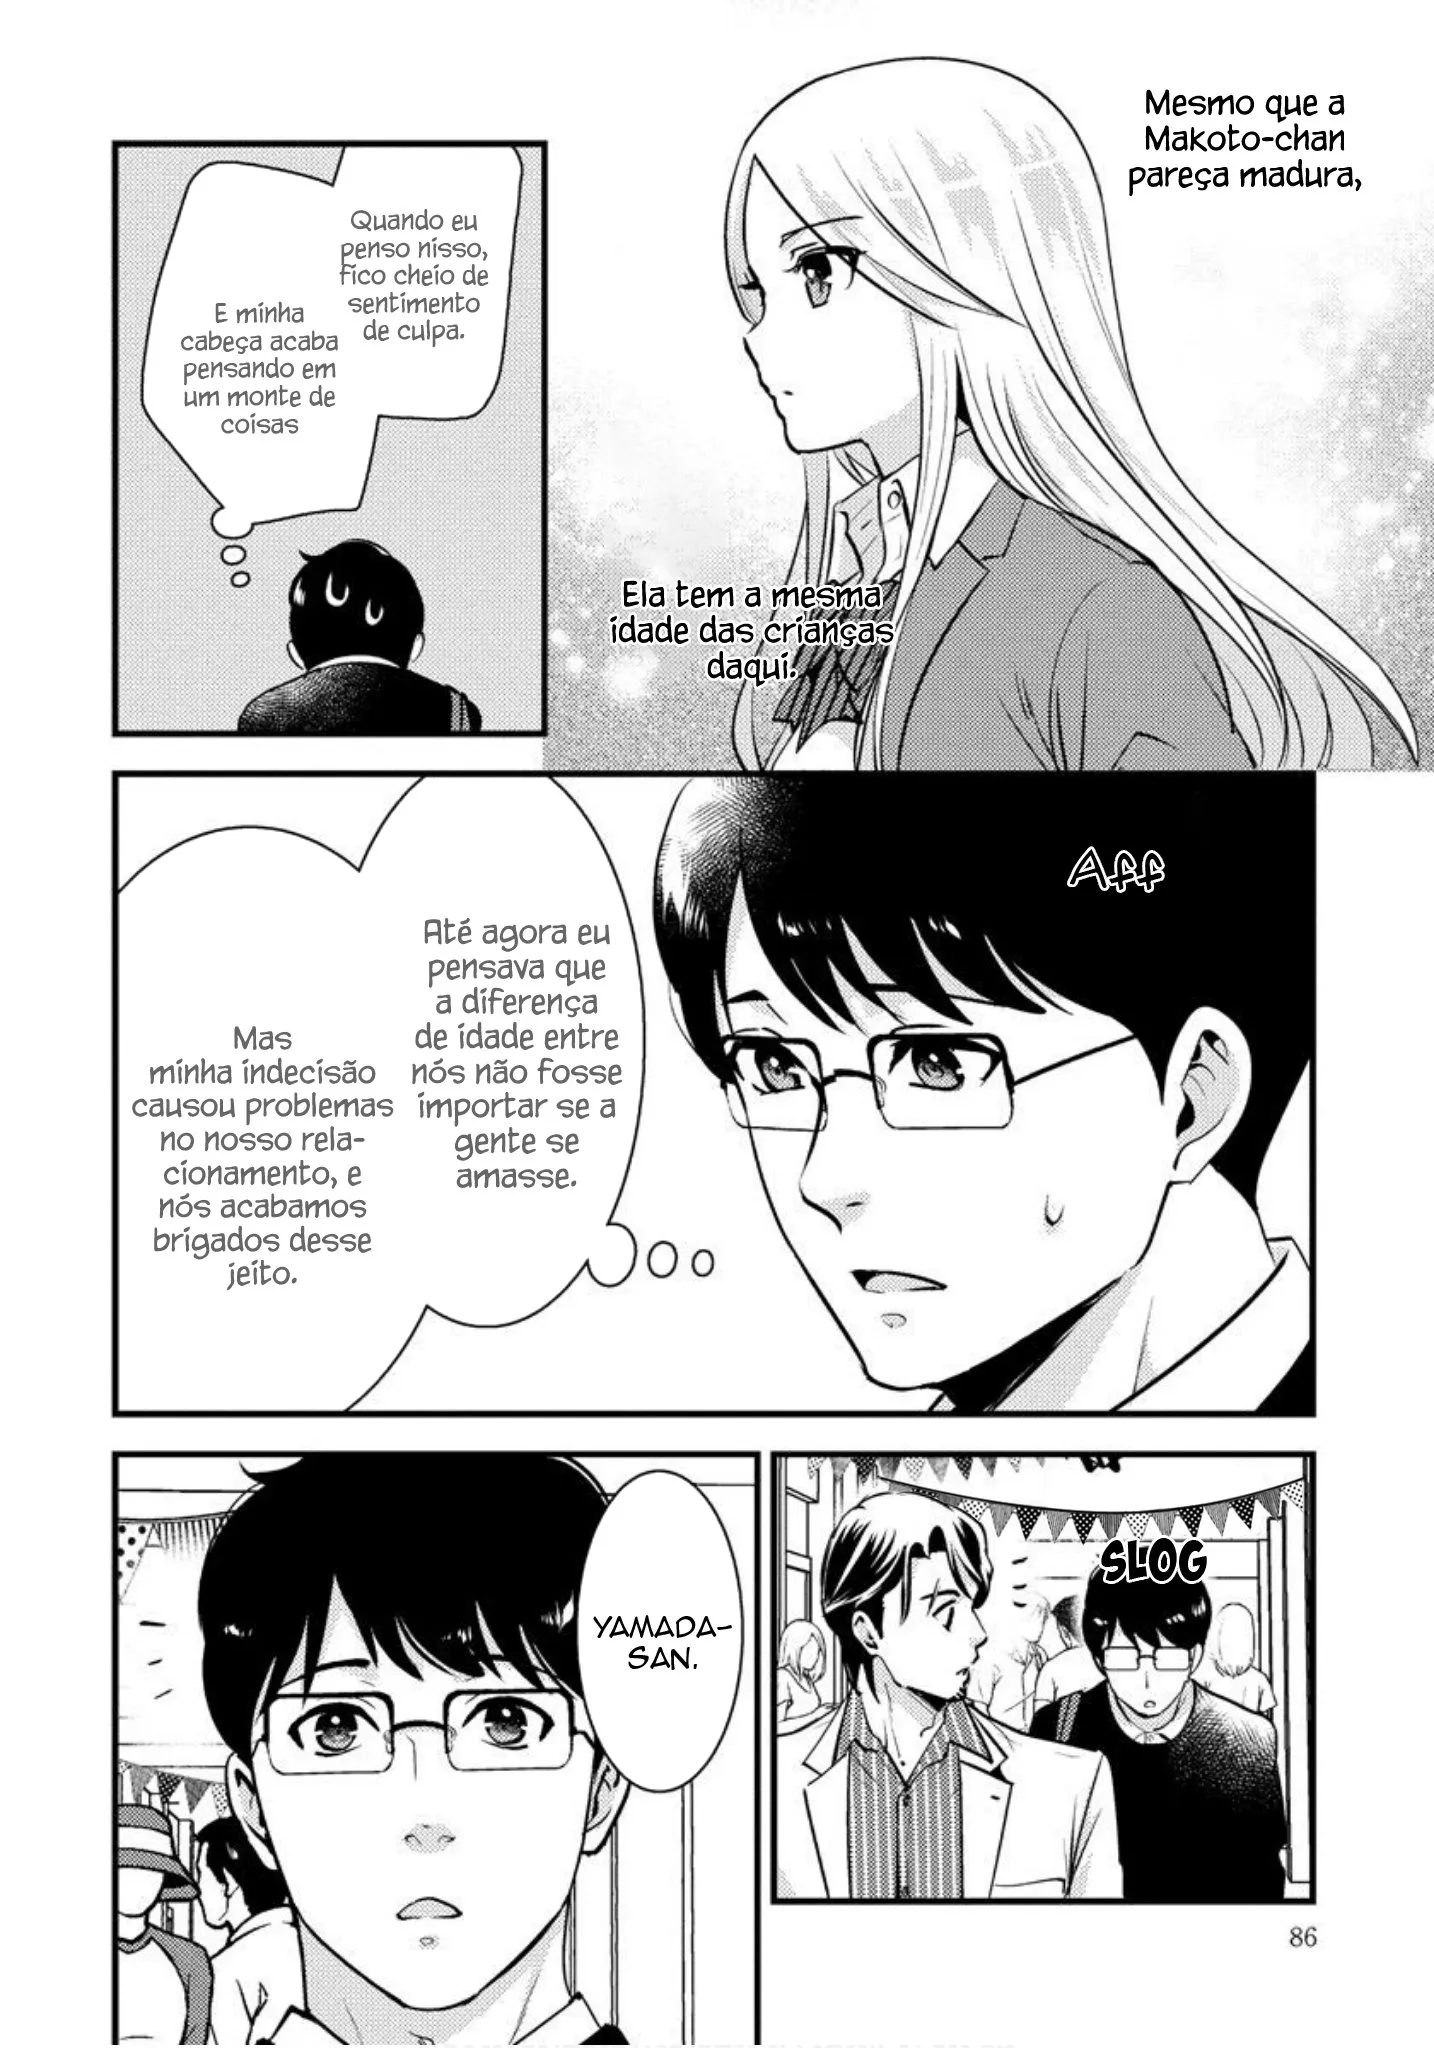 Mesmo que a
Makoto-chan
pareça madura,
Ela tem a mesma
idade das crianças
daqui.
Quando eu
penso nisso,
fico cheio de
sentimento
de culpa.
E minha
cabeça acaba
pensando em
um monte de
coisas
Aff
Até agora eu
pensava que
a diferença
de idade entre
nós não fosse
importar se a
gente se
amasse.
Mas
minha indecisão
causou problemas
no nosso rela-
cionamento, e
nós acabamos
brigados desse
jeito.
SLOG
YAMADA-
SAN.
86